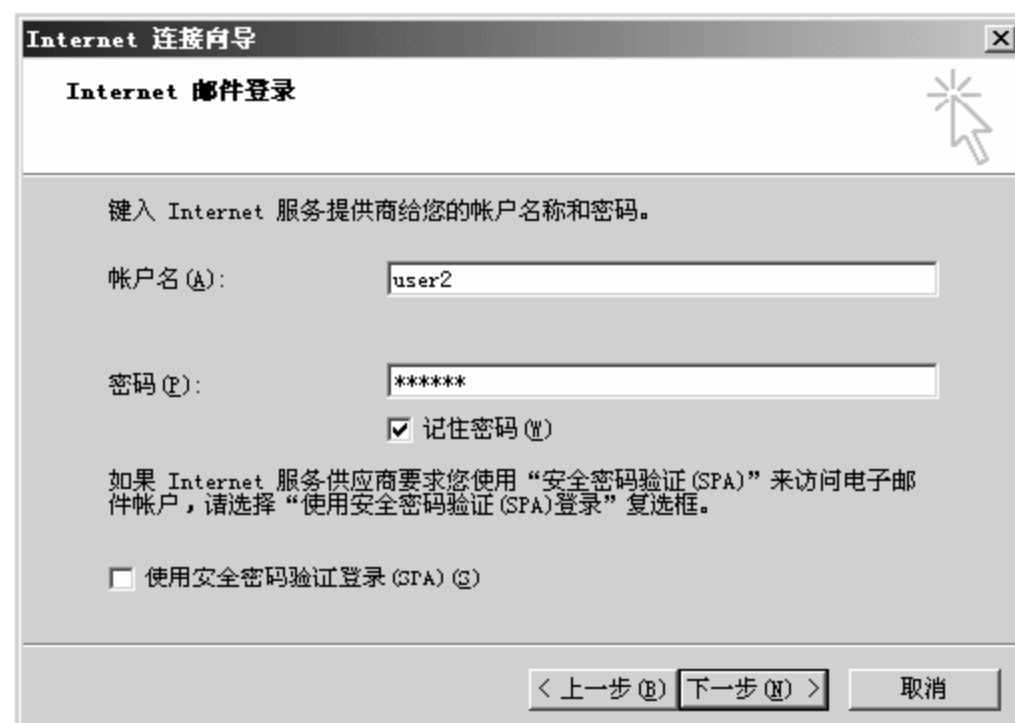 Internet 连接向导
Internet 邮件登录
键入 Internet 服务提供商给您的帐户名称和密码。
帐户名(A):
user2
密码(P):
******
记住密码(W)
如果 Internet 服务供应商要求您使用“安全密码验证(SPA)”来访问电子邮
件帐户，请选择“使用安全密码验证(SPA)登录”复选框。
使用安全密码验证登录(SPA)(S)
< 上一步(B) 下一步(N) > 取消